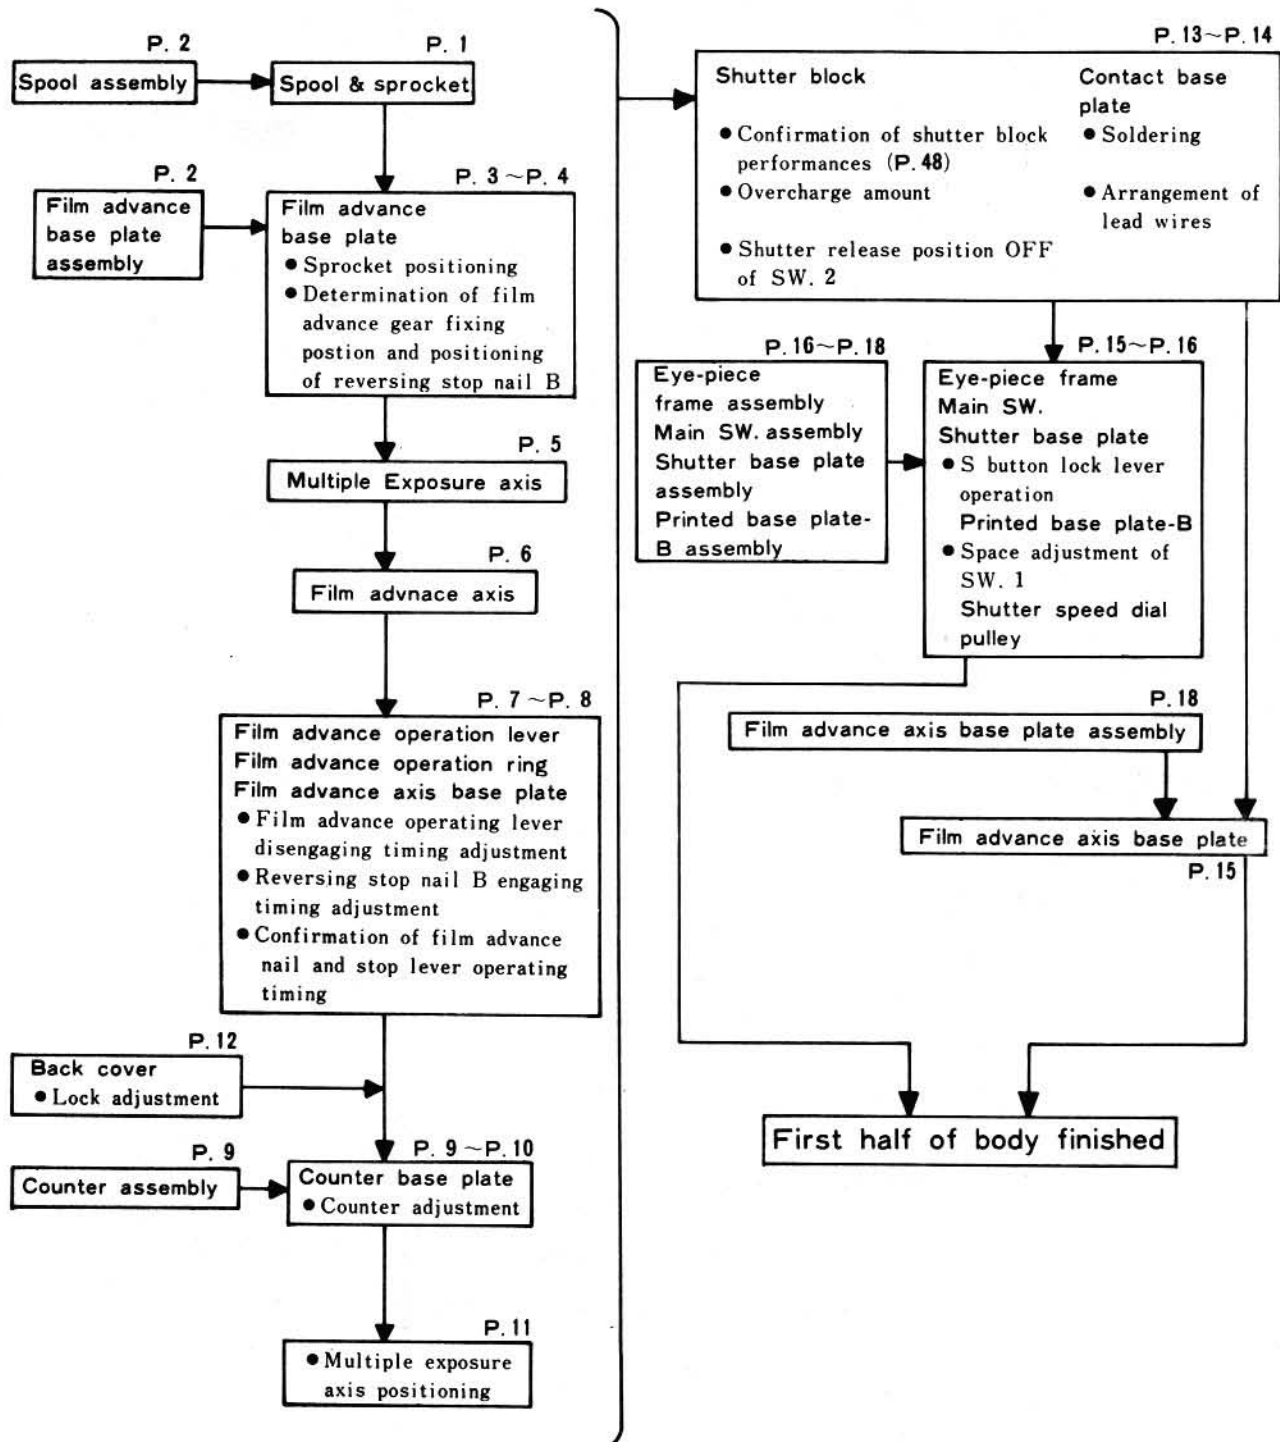 P. 2
Spool assembly
P. 1
Spool & sprocket
P. 2
Film advance
base plate
assembly
P. 3 ~P. 4
Film advance
base plate
● Sprocket positioning
● Determination of film
advance gear fixing
postion and positioning
of reversing stop nail B
P. 5
Multiple Exposure axis
P. 6
Film advnace axis
P. 7 ~P. 8
Film advance operation lever
Film advance operation ring
Film advance axis base plate
● Film advance operating lever
disengaging timing adjustment
● Reversing stop nail B engaging
timing adjustment
● Confirmation of film advance
nail and stop lever operating
timing
P. 12
Back cover
● Lock adjustment
P. 9
Counter assembly
P. 9 ~P. 10
Counter base plate
● Counter adjustment
P. 11
● Multiple exposure
axis positioning
P. 13~P. 14
Shutter block
● Confirmation of shutter block
performances (P. 48)
● Overcharge amount
● Shutter release position OFF
of SW. 2
Contact base
plate
● Soldering
● Arrangement of
lead wires
P. 16~P. 18
Eye-piece
frame assembly
Main SW. assembly
Shutter base plate
assembly
Printed base plate-
B assembly
P. 15~P. 16
Eye-piece frame
Main SW.
Shutter base plate
● S button lock lever
operation
Printed base plate-B
● Space adjustment of
SW. 1
Shutter speed dial
pulley
P. 18
Film advance axis base plate assembly
Film advance axis base plate
P. 15
First half of body finished